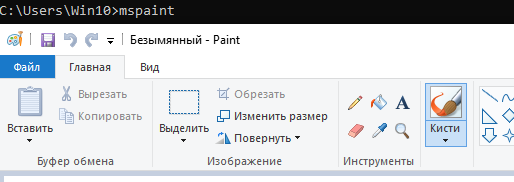 C:\Users\Win10>mspaint
Безымянный - Paint
Файл Главная Вид
Вставить
Вырезать
Копировать
Буфер обмена
Выделить
Обрезать
Изменить размер
Повернуть
Изображение
A
Инструменты
Кисти